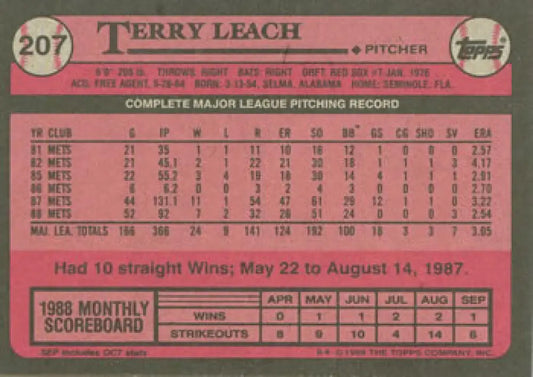 207 TERRY LEACH PITCHER Topps
6'0" 205 lb. THROWS: RIGHT BATS: RIGHT DRFT: RED SOX #7-JAN. 1976
ACQ: FREE AGENT, 5-26-84 BORN: 3-13-54, SELMA, ALABAMA HOME: SEMINOLE, FLA.
COMPLETE MAJOR LEAGUE PITCHING RECORD
YR CLUB G IP W L R ER SO BB GS CG SHO SV ERA
81 METS 21 35 1 1 11 10 16 12 1 0 0 0 2.57
82 METS 21 45.1 2 1 22 21 30 18 1 1 1 3 4.17
85 METS 22 55.2 3 4 19 18 30 14 4 1 1 1 2.91
86 METS 6 6.2 0 0 3 2 4 3 0 0 0 0 2.70
87 METS 44 131.1 11 1 54 47 61 29 12 1 1 0 3.22
88 METS 52 92 7 2 32 26 51 24 0 0 0 3 2.54
MAJ. LEA. TOTALS 166 366 24 9 141 124 192 100 18 3 3 7 3.05
Had 10 straight Wins; May 22 to August 14, 1987.
1988 MONTHLY SCOREBOARD
APR MAY JUN JUL AUG SEP
WINS 0 1 1 2 2 1
STRIKEOUTS 8 9 10 4 14 6
SEP includes OCT stats © 1989 THE TOPPS COMPANY, INC.